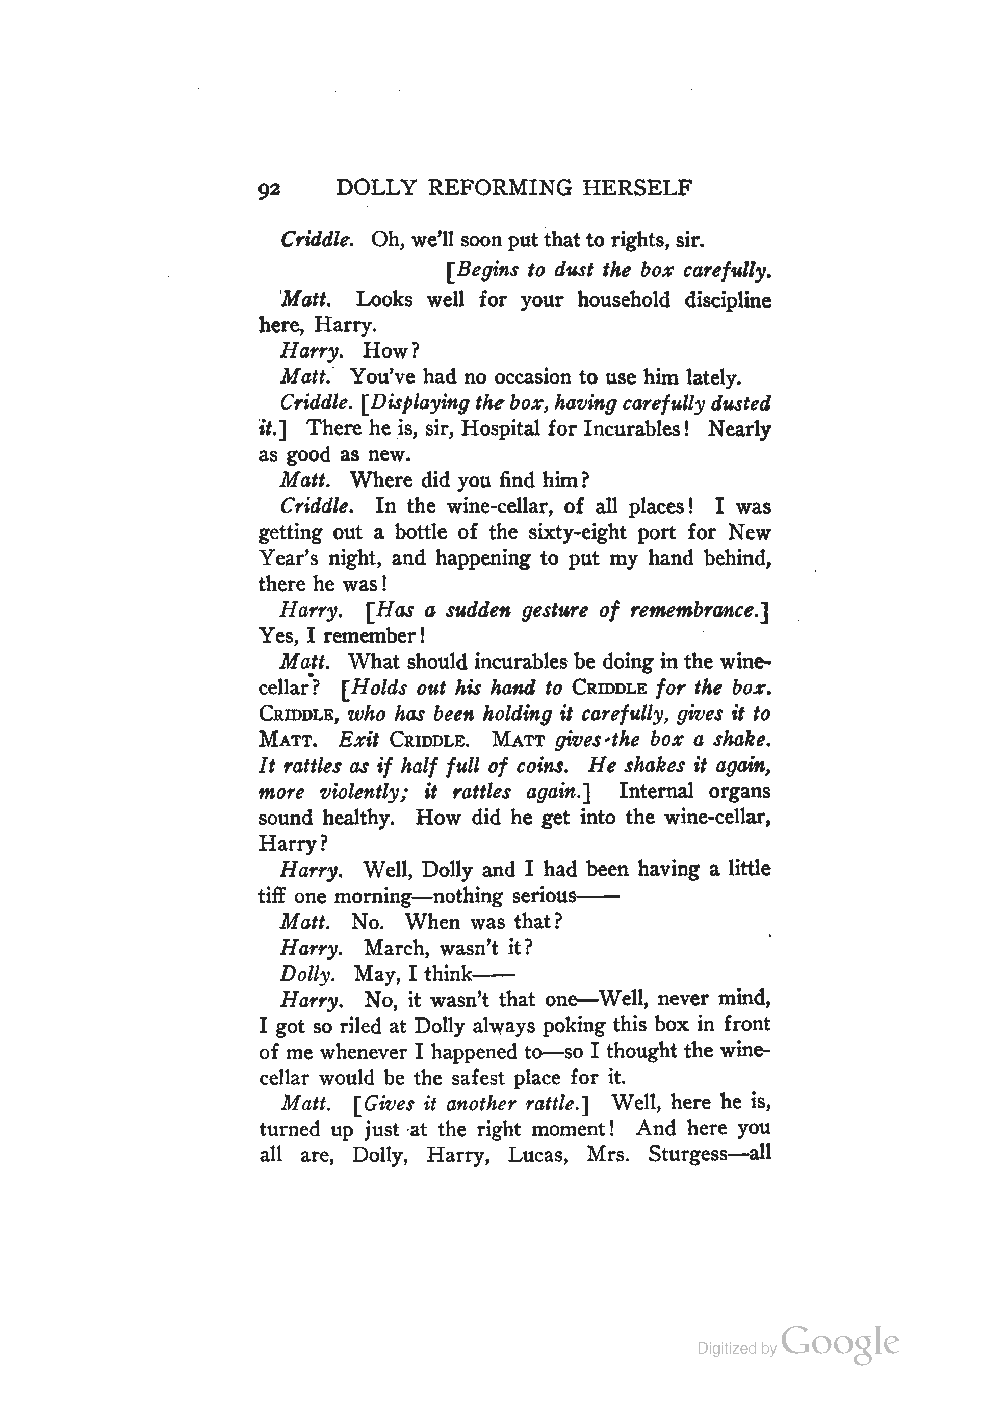 92 DOLLY REFORMING HERSELF
Criddle. Oh, we'll soon put that to rights, sir.
[Begins to dust the box carefully.
Matt. Looks well for your household discipline
here, Harry.
Harry. How?
Matt. You've had no occasion to use him lately.
Criddle. [Displaying the box, having carefully dusted
it.] There he is, sir, Hospital for Incurables! Nearly
as good as new.
Matt. Where did you find him?
Criddle. In the wine-cellar, of all places! I was
getting out a bottle of the sixty-eight port for New
Year's night, and happening to put my hand behind,
there he was!
Harry. [Has a sudden gesture of remembrance.]
Yes, I remember!
Matt. What should incurables be doing in the wine-
cellar? [Holds out his hand to CRIDDLE for the box.
CRIDDLE, who has been holding it carefully, gives it to
MATT. Exit CRIDDLE. MATT gives the box a shake.
It rattles as if half full of coins. He shakes it again,
more violently; it rattles again.] Internal organs
sound healthy. How did he get into the wine-cellar,
Harry?
Harry. Well, Dolly and I had been having a little
tiff one morning—nothing serious——
Matt. No. When was that?
Harry. March, wasn't it?
Dolly. May, I think——
Harry. No, it wasn't that one—Well, never mind,
I got so riled at Dolly always poking this box in front
of me whenever I happened to—so I thought the wine-
cellar would be the safest place for it.
Matt. [Gives it another rattle.] Well, here he is,
turned up just at the right moment! And here you
all are, Dolly, Harry, Lucas, Mrs. Sturgess—all
Digitized by Google